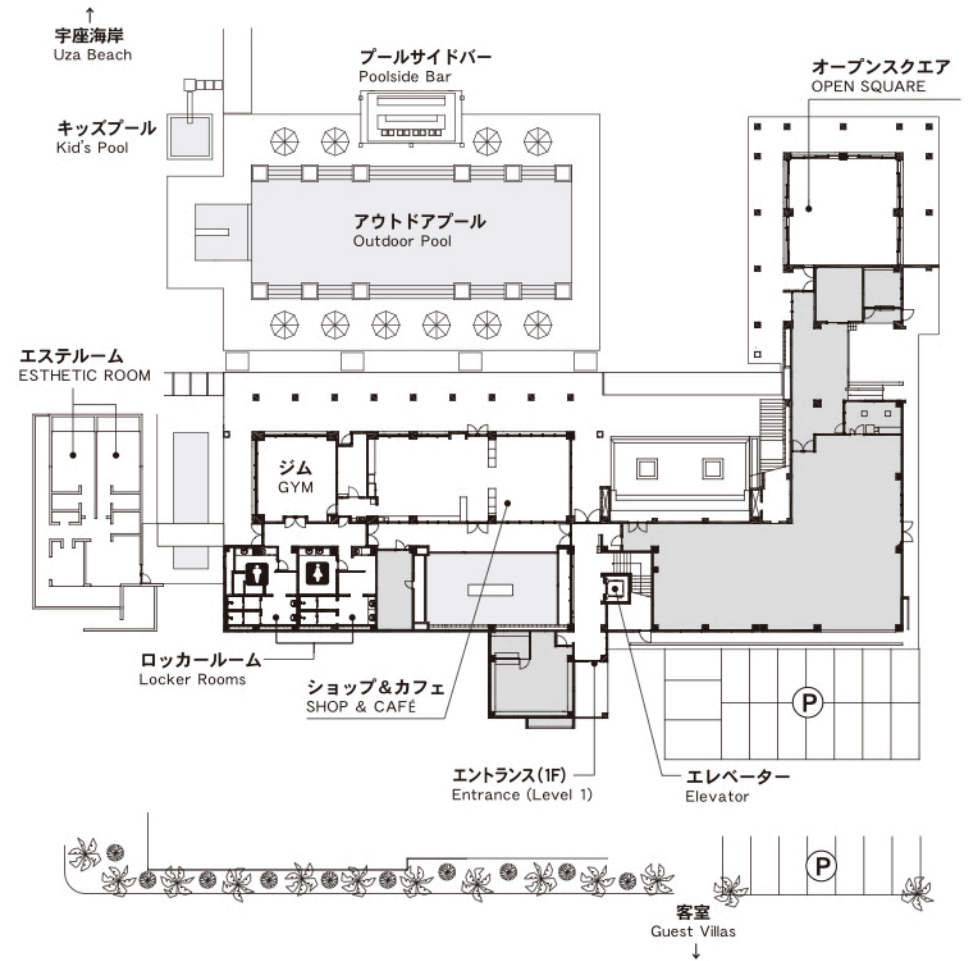 ↑
宇座海岸
Uza Beach
プールサイドバー
Poolside Bar
オープンスクエア
OPEN SQUARE
キッズプール
Kid's Pool
アウトドアプール
Outdoor Pool
エステルーム
ESTHETIC ROOM
ジム
GYM
ロッカールーム
Locker Rooms
ショップ&カフェ
SHOP & CAFÉ
P
エントランス(1F)
Entrance (Level 1)
エレベーター
Elevator
P
客室
Guest Villas
↓